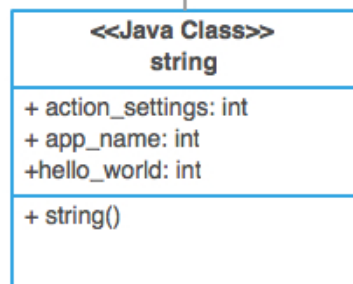 <<Java Class>>
string
+ action_settings: int
+ app_name: int
+hello_world: int
+ string()